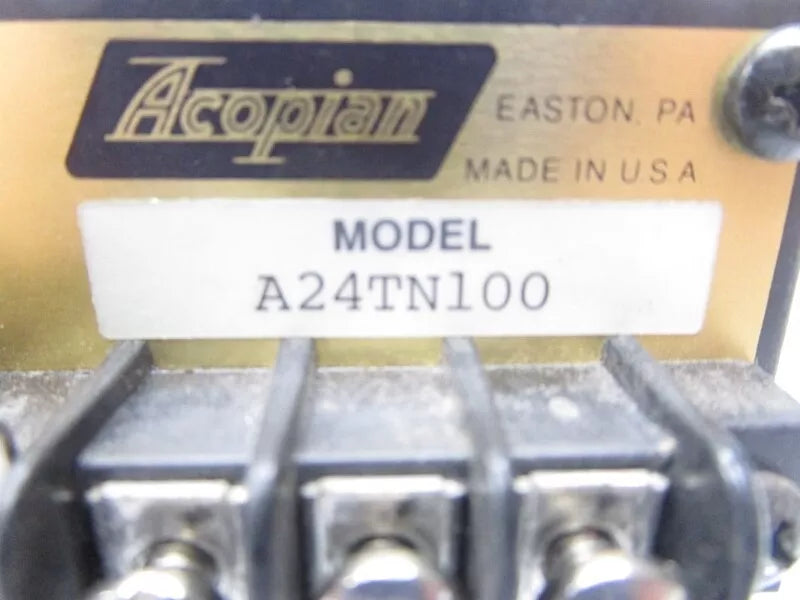 Acopian
EASTON, PA
MADE IN U S A
MODEL
A24TN100